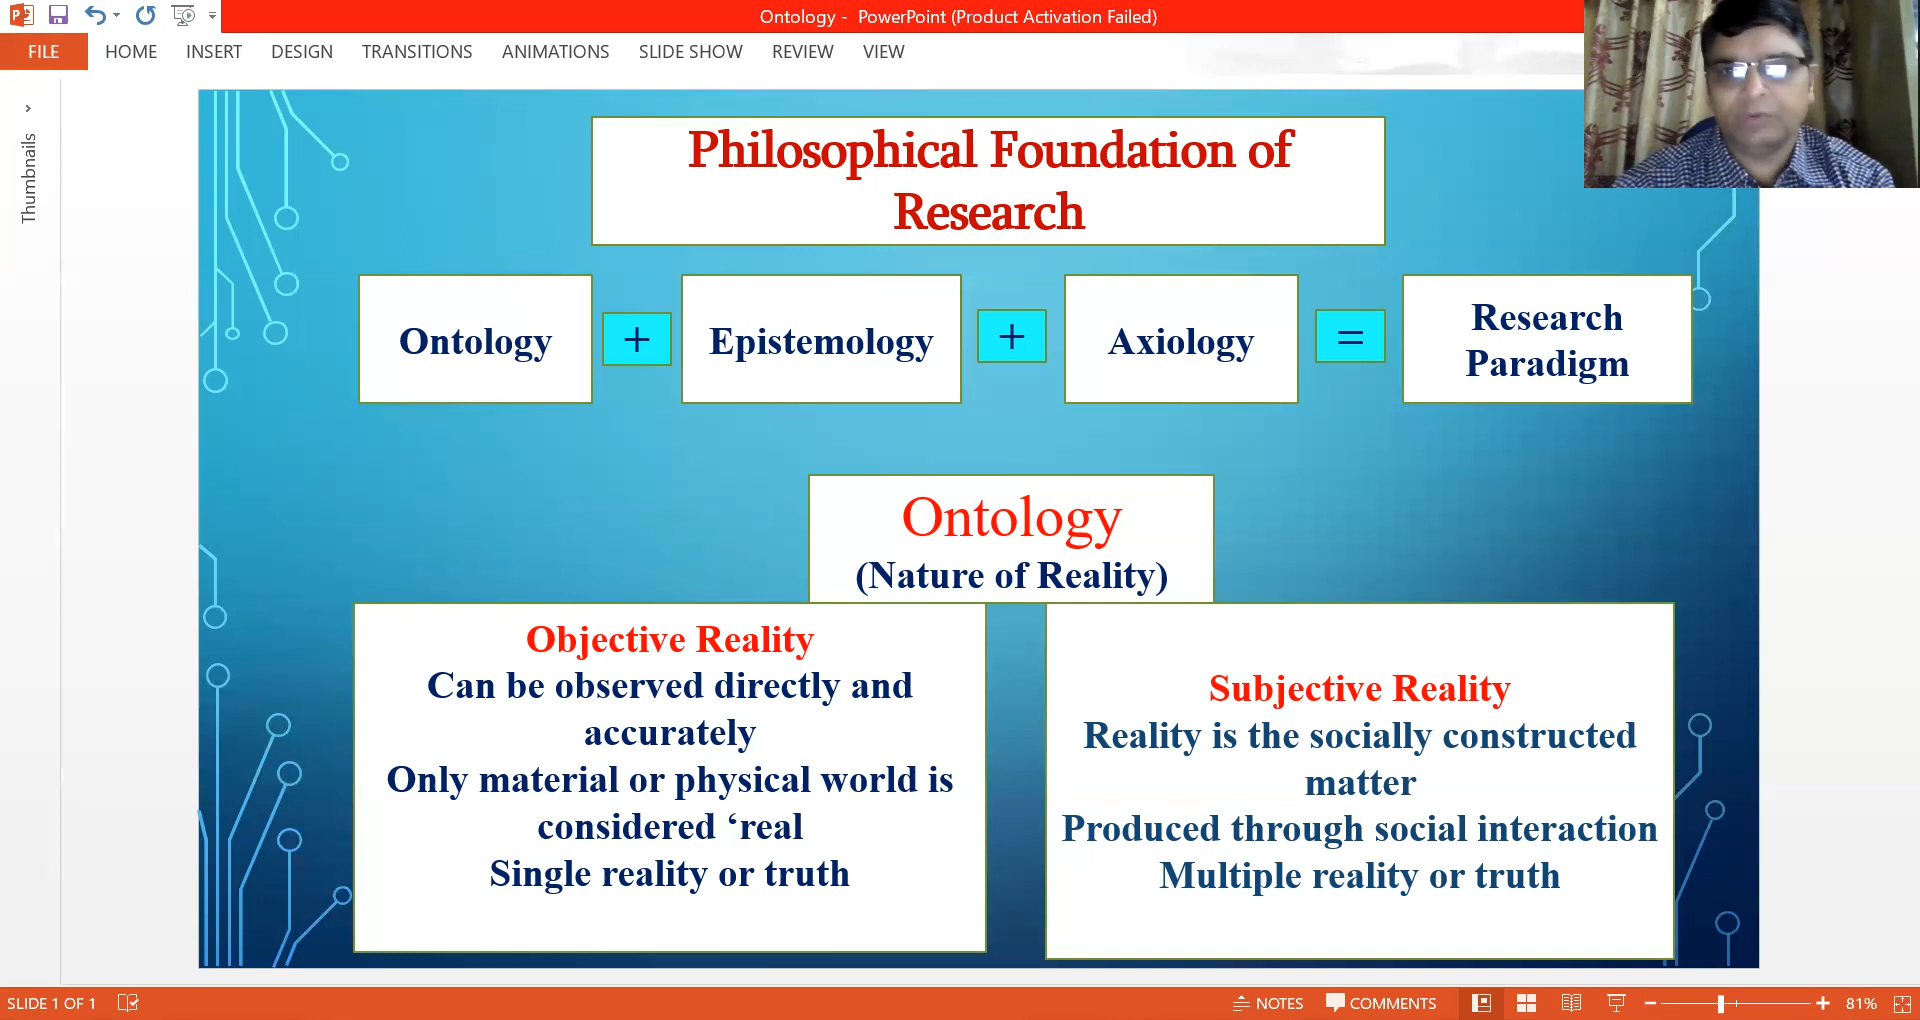 Ontology - PowerPoint (Product Activation Failed)
FILE HOME INSERT DESIGN TRANSITIONS ANIMATIONS SLIDE SHOW REVIEW VIEW
Thumbnails
Philosophical Foundation of
Research
Ontology + Epistemology + Axiology = Research
Paradigm
Ontology
(Nature of Reality)
Objective Reality
Can be observed directly and
accurately
Only material or physical world is
considered ‘real
Single reality or truth
Subjective Reality
Reality is the socially constructed
matter
Produced through social interaction
Multiple reality or truth
SLIDE 1 OF 1 NOTES COMMENTS 81%